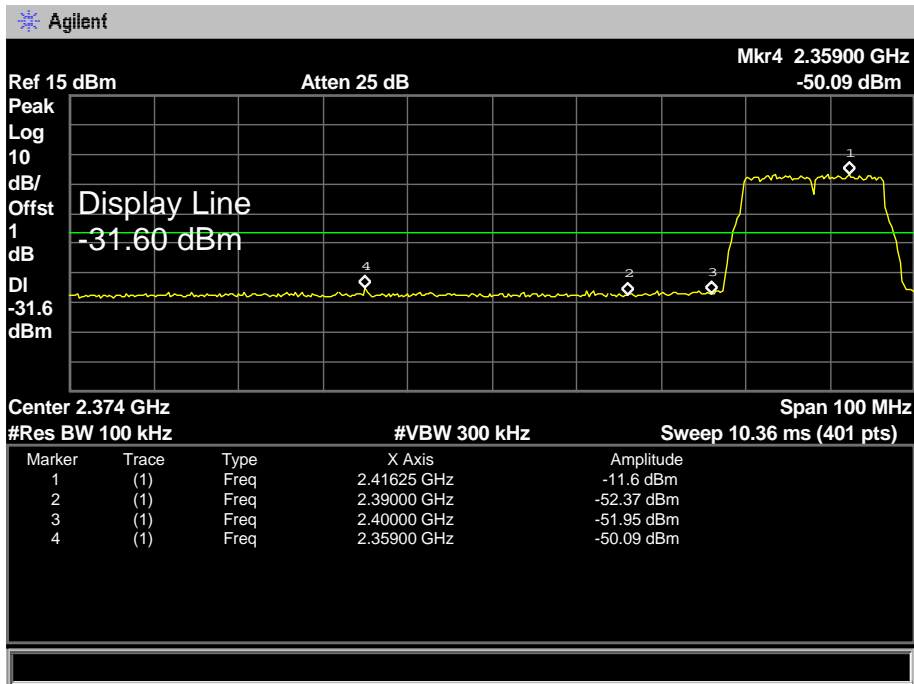 Agilent
Mkr4 2.35900 GHz
Ref 15 dBm Atten 25 dB -50.09 dBm
Peak
Log
10
dB/
Offst
1
dB
DI
-31.6
dBm
Display Line
-31.60 dBm
1
4
2
3
Center 2.374 GHz Span 100 MHz
#Res BW 100 kHz #VBW 300 kHz Sweep 10.36 ms (401 pts)
Marker Trace Type X Axis Amplitude
1 (1) Freq 2.41625 GHz -11.6 dBm
2 (1) Freq 2.39000 GHz -52.37 dBm
3 (1) Freq 2.40000 GHz -51.95 dBm
4 (1) Freq 2.35900 GHz -50.09 dBm